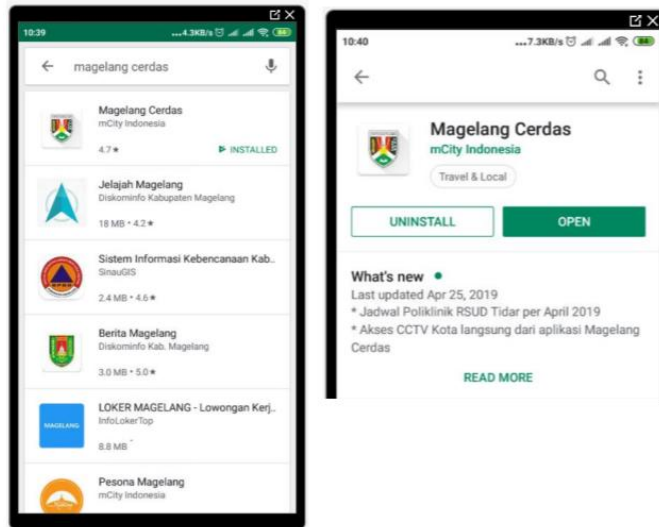 10:39
...4.3KB/s
88
magelang cerdas
Magelang Cerdas
mCity Indonesia
4.7★
INSTALLED
Jelajah Magelang
Diskominfo Kabupaten Magelang
18 MB • 4.2★
Sistem Informasi Kebencanaan Kab..
SinauGIS
2.4 MB • 4.6★
Berita Magelang
Diskominfo Kab. Magelang
3.0 MB • 5.0★
MAGELANG
LOKER MAGELANG - Lowongan Kerj..
InfoLokerTop
8.8 MB
Pesona Magelang
mCity Indonesia
10:40
...7.3KB/s
Magelang Cerdas
mCity Indonesia
Travel & Local
UNINSTALL
OPEN
What's new
Last updated Apr 25, 2019
* Jadwal Poliklinik RSUD Tidar per April 2019
* Akses CCTV Kota langsung dari aplikasi Magelang
Cerdas
READ MORE